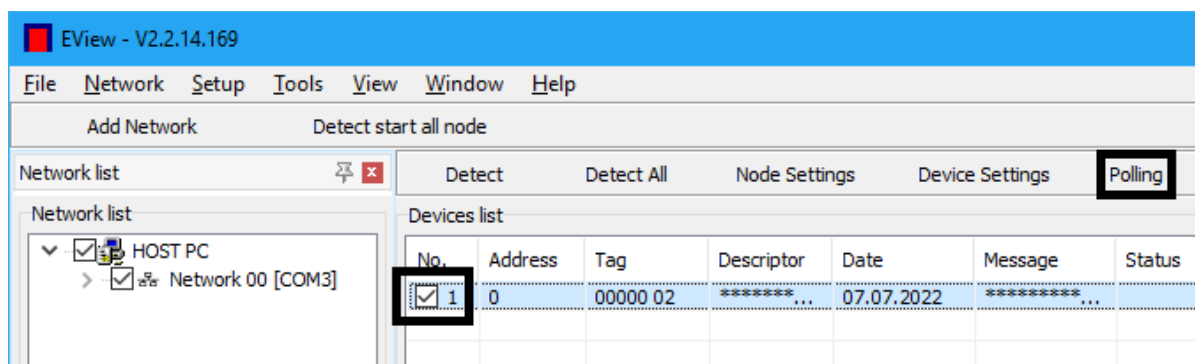 EView - V2.2.14.169
File Network Setup Tools View Window Help
Add Network Detect start all node
Network list
Detect Detect All Node Settings Device Settings Polling
Network list
HOST PC
Network 00 [COM3]
Devices list
No. Address Tag Descriptor Date Message Status
1 0 00000 02 *******... 07.07.2022 *********...